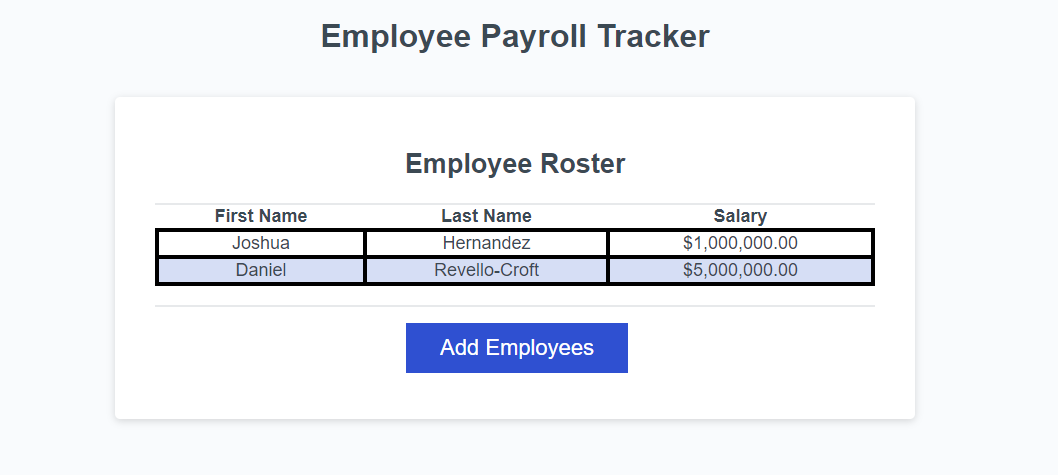 Employee Payroll Tracker
Employee Roster
First Name Last Name Salary
Joshua Hernandez $1,000,000.00
Daniel Revello-Croft $5,000,000.00
Add Employees